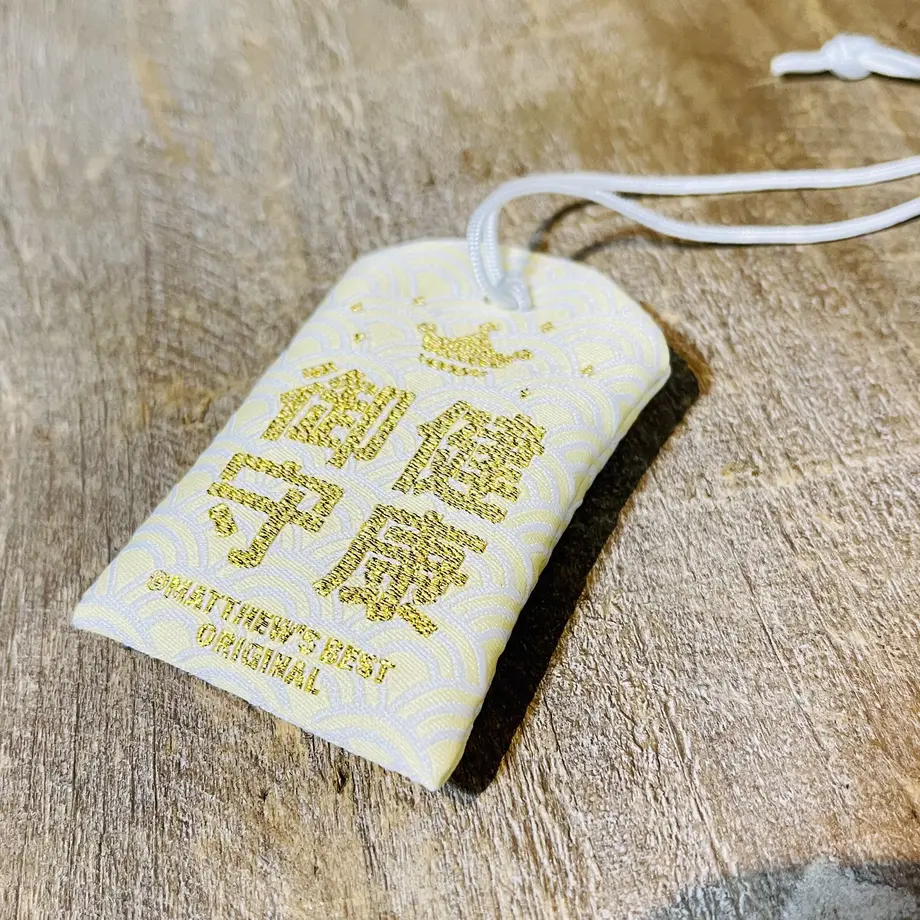 健康
御守
©MATTHEW'S BEST
ORIGINAL